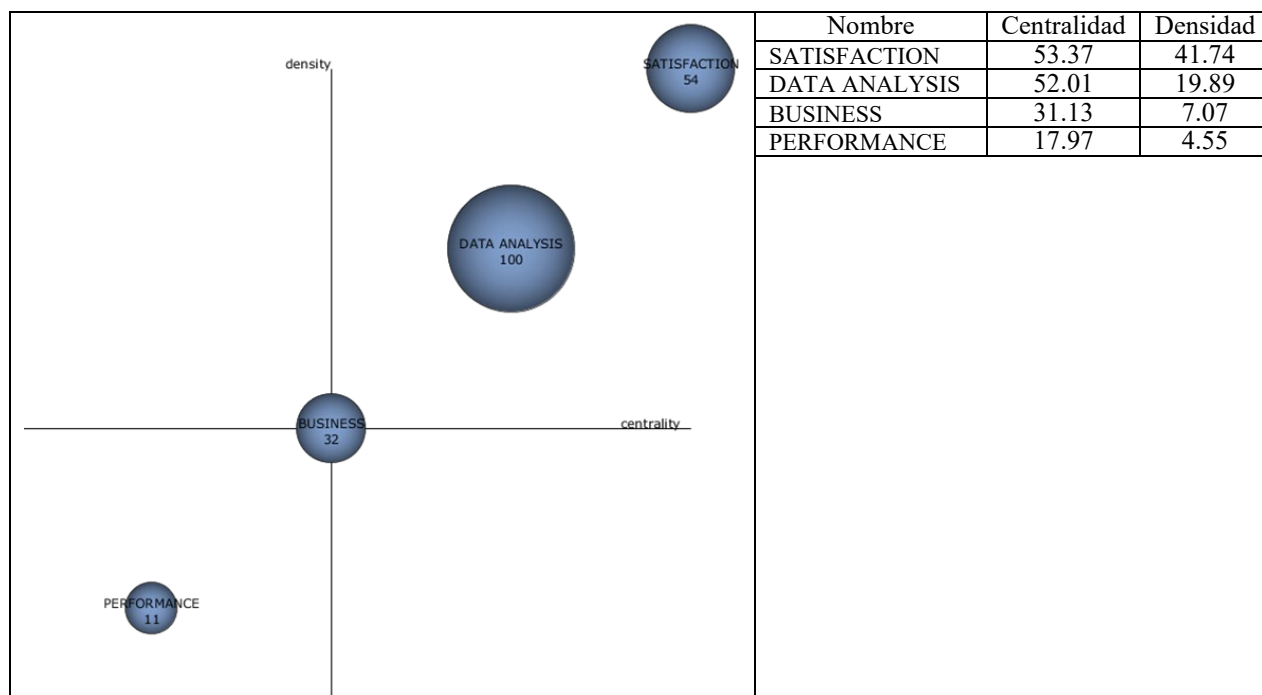 density
SATISFACTION
54
DATA ANALYSIS
100
BUSINESS
32
centrality
PERFORMANCE
11
Nombre Centralidad Densidad
SATISFACTION 53.37 41.74
DATA ANALYSIS 52.01 19.89
BUSINESS 31.13 7.07
PERFORMANCE 17.97 4.55